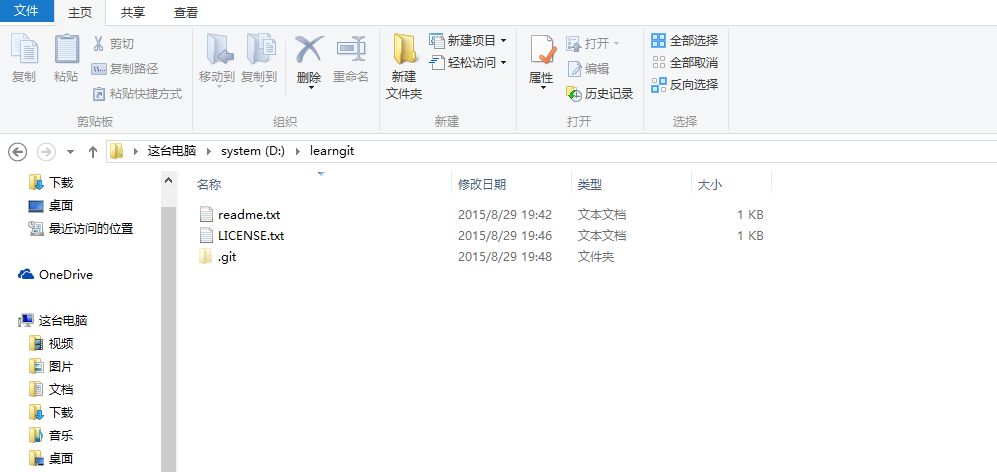 文件 主页 共享 查看
复制 粘贴 剪切 复制路径 粘贴快捷方式
剪贴板
移动到 复制到 删除 重命名
组织
新建文件夹 新建项目 轻松访问
新建
属性 打开 编辑 历史记录
打开
全部选择 全部取消 反向选择
选择
这台电脑 system (D:) learngit
下载
桌面
最近访问的位置
OneDrive
这台电脑
视频
图片
文档
下载
音乐
桌面
名称 修改日期 类型 大小
readme.txt 2015/8/29 19:42 文本文档 1 KB
LICENSE.txt 2015/8/29 19:46 文本文档 1 KB
.git 2015/8/29 19:48 文件夹